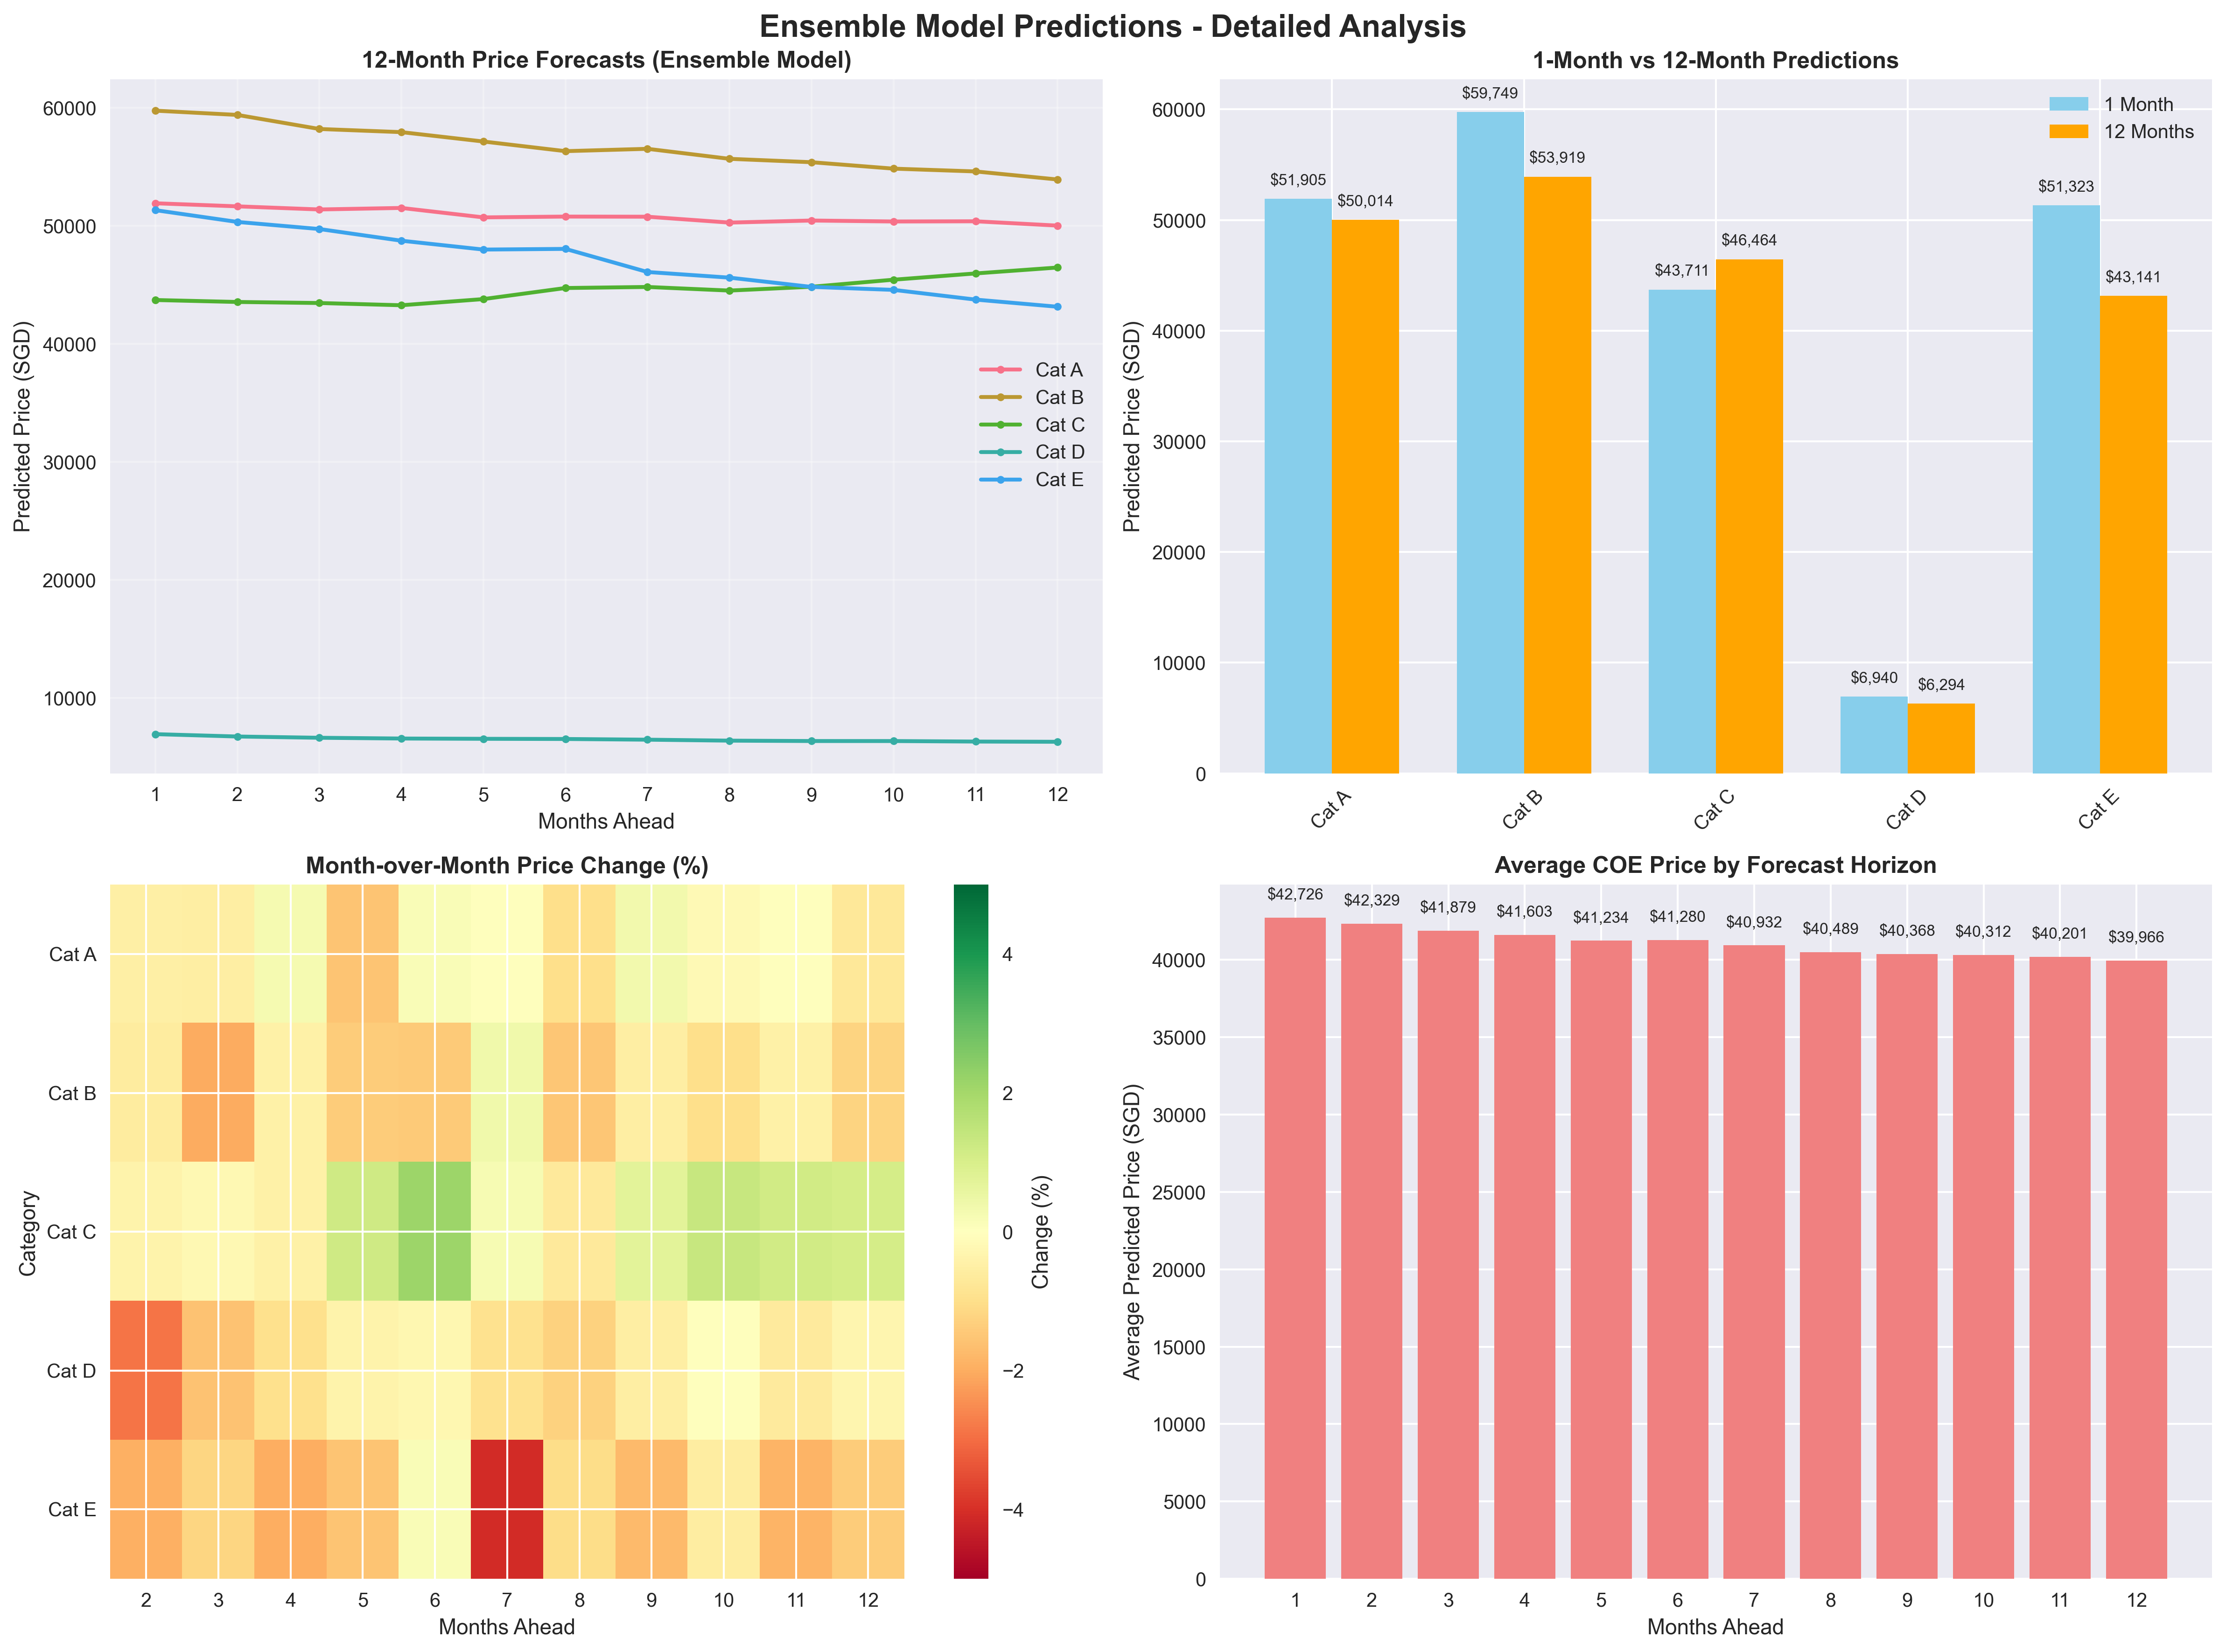 Ensemble Model Predictions - Detailed Analysis
12-Month Price Forecasts (Ensemble Model)
Predicted Price (SGD)
60000
50000
40000
30000
20000
10000
Cat A
Cat B
Cat C
Cat D
Cat E
1 2 3 4 5 6 7 8 9 10 11 12
Months Ahead
1-Month vs 12-Month Predictions
Predicted Price (SGD)
60000
50000
40000
30000
20000
10000
0
1 Month
12 Months
$51,905
$50,014
$59,749
$53,919
$43,711
$46,464
$6,940
$6,294
$51,323
$43,141
Cat A
Cat B
Cat C
Cat D
Cat E
Month-over-Month Price Change (%)
Category
Cat A
Cat B
Cat C
Cat D
Cat E
2 3 4 5 6 7 8 9 10 11 12
Months Ahead
4
2
0
−2
−4
Change (%)
Average COE Price by Forecast Horizon
Average Predicted Price (SGD)
40000
35000
30000
25000
20000
15000
10000
5000
0
$42,726
$42,329
$41,879
$41,603
$41,234
$41,280
$40,932
$40,489
$40,368
$40,312
$40,201
$39,966
1 2 3 4 5 6 7 8 9 10 11 12
Months Ahead